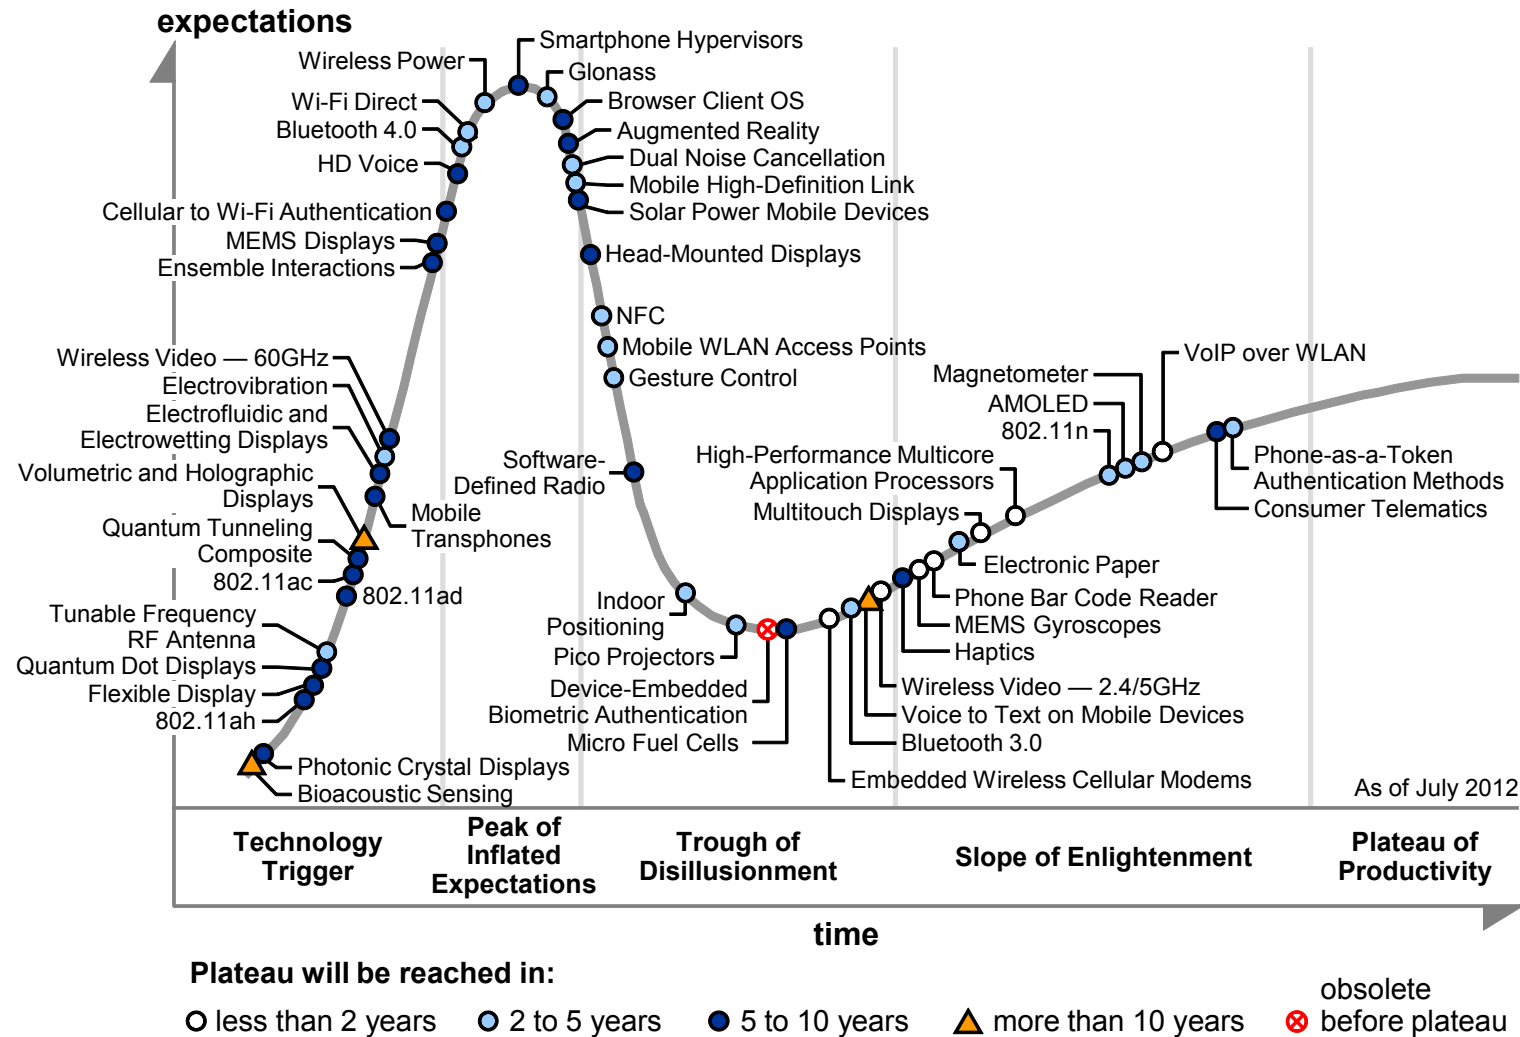 expectations
Smartphone Hypervisors
Wireless Power
Glonass
Wi-Fi Direct
Browser Client OS
Bluetooth 4.0
Augmented Reality
HD Voice
Dual Noise Cancellation
Mobile High-Definition Link
Cellular to Wi-Fi Authentication
Solar Power Mobile Devices
MEMS Displays
Ensemble Interactions
Head-Mounted Displays
NFC
Mobile WLAN Access Points
Gesture Control
Wireless Video — 60GHz
Electrovibration
Electrofluidic and
Electrowetting Displays
Volumetric and Holographic
Displays
Mobile
Transphones
Quantum Tunneling
Composite
802.11ac
802.11ad
Tunable Frequency
RF Antenna
Quantum Dot Displays
Flexible Display
802.11ah
Photonic Crystal Displays
Bioacoustic Sensing
Software-
Defined Radio
Indoor
Positioning
Pico Projectors
Device-Embedded
Biometric Authentication
Micro Fuel Cells
VoIP over WLAN
Magnetometer
AMOLED
802.11n
High-Performance Multicore
Application Processors
Multitouch Displays
Phone-as-a-Token
Authentication Methods
Consumer Telematics
Electronic Paper
Phone Bar Code Reader
MEMS Gyroscopes
Haptics
Wireless Video — 2.4/5GHz
Voice to Text on Mobile Devices
Bluetooth 3.0
Embedded Wireless Cellular Modems
As of July 2012
Technology
Trigger
Peak of
Inflated
Expectations
Trough of
Disillusionment
Slope of Enlightenment
Plateau of
Productivity
time
Plateau will be reached in:
less than 2 years
2 to 5 years
5 to 10 years
more than 10 years
obsolete
before plateau